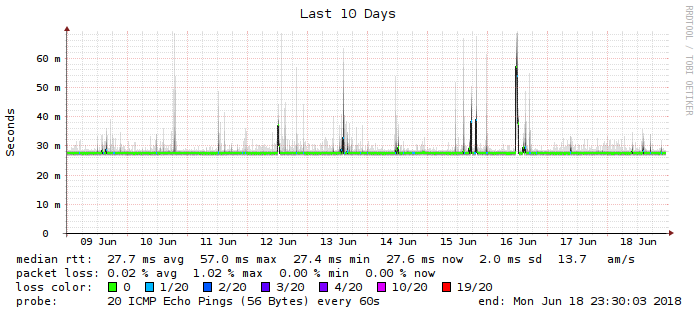 Last 10 Days
RRDTOOL / TOBI OETIKER
Seconds
60 m
50 m
40 m
30 m
20 m
10 m
0
09 Jun 10 Jun 11 Jun 12 Jun 13 Jun 14 Jun 15 Jun 16 Jun 17 Jun 18 Jun
median rtt: 27.7 ms avg 57.0 ms max 27.4 ms min 27.6 ms now 2.0 ms sd 13.7 am/s
packet loss: 0.02 % avg 1.02 % max 0.00 % min 0.00 % now
loss color: 0 1/20 2/20 3/20 4/20 10/20 19/20
probe: 20 ICMP Echo Pings (56 Bytes) every 60s end: Mon Jun 18 23:30:03 2018